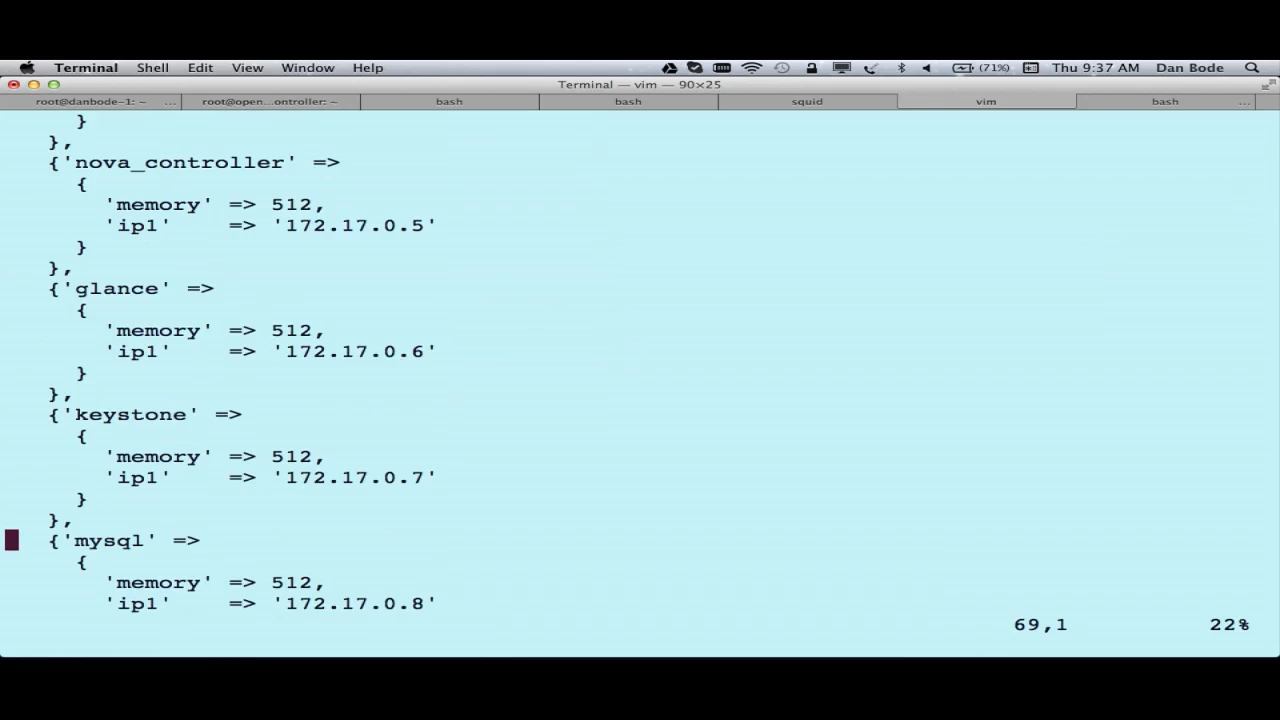 Terminal Shell Edit View Window Help (71%) Thu 9:37 AM Dan Bode
Terminal — vim — 90×25
root@danbode-1: ~ ... root@open...ontroller: ~ bash bash squid vim bash ...
}
},
{'nova_controller' =>
{
'memory' => 512,
'ip1' => '172.17.0.5'
}
},
{'glance' =>
{
'memory' => 512,
'ip1' => '172.17.0.6'
}
},
{'keystone' =>
{
'memory' => 512,
'ip1' => '172.17.0.7'
}
},
{'mysql' =>
{
'memory' => 512,
'ip1' => '172.17.0.8'
69,1 22%